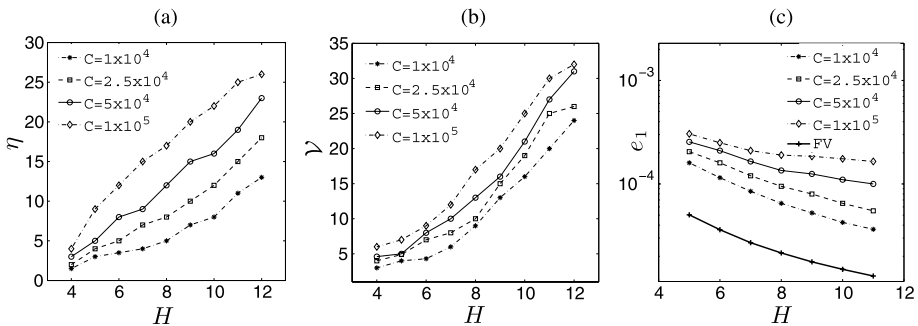 (a)
30
25
20
15
10
5
0
η
4 6 8 10 12
H
C=1x10^4
C=2.5x10^4
C=5x10^4
C=1x10^5
(b)
35
30
25
20
15
10
5
𝒱
4 6 8 10 12
H
C=1x10^4
C=2.5x10^4
C=5x10^4
C=1x10^5
(c)
10^-3
10^-4
e_1
4 6 8 10 12
H
C=1x10^4
C=2.5x10^4
C=5x10^4
C=1x10^5
FV